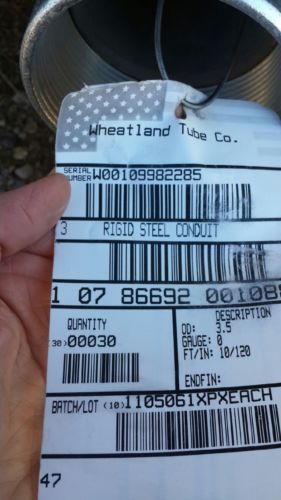 Wheatland Tube Co.
SERIAL NUMBER W00109982285
3 RIGID STEEL CONDUIT
1 07 86692 00108
QUANTITY
(30) 00030
DESCRIPTION
OD: 3.5
GAUGE: 0
FT/IN: 10/120
ENDFIN:
BATCH/LOT (10) 1105061XPXEACH
47